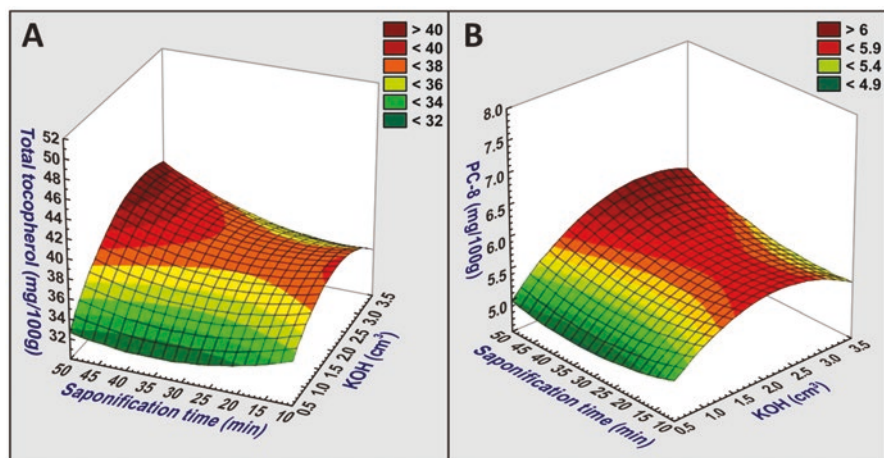 A
> 40
< 40
< 38
< 36
< 34
< 32
Total tocopherol (mg/100g)
52
50
48
46
44
42
40
38
36
34
32
50 45 40 35 30 25 20 15 10
Saponification time (min)
0.5 1.0 1.5 2.0 2.5 3.0 3.5
KOH (cm³)
B
> 6
< 5.9
< 5.4
< 4.9
PC-8 (mg/100g)
8.0
7.5
7.0
6.5
6.0
5.5
5.0
50 45 40 35 30 25 20 15 10
Saponification time (min)
0.5 1.0 1.5 2.0 2.5 3.0 3.5
KOH (cm³)